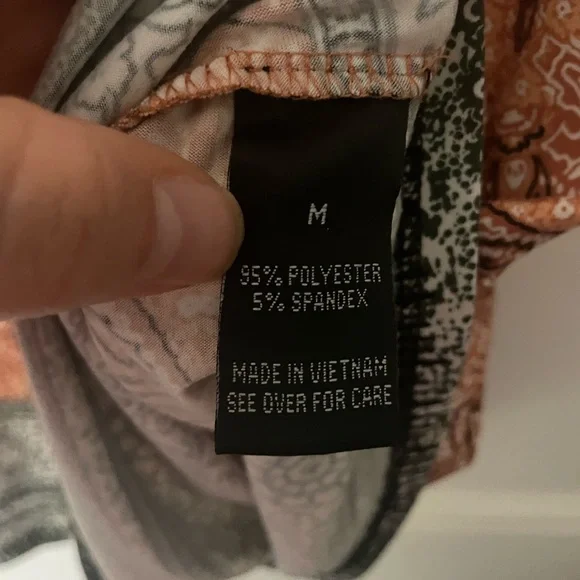 M
95% POLYESTER
5% SPANDEX
MADE IN VIETNAM
SEE OVER FOR CARE